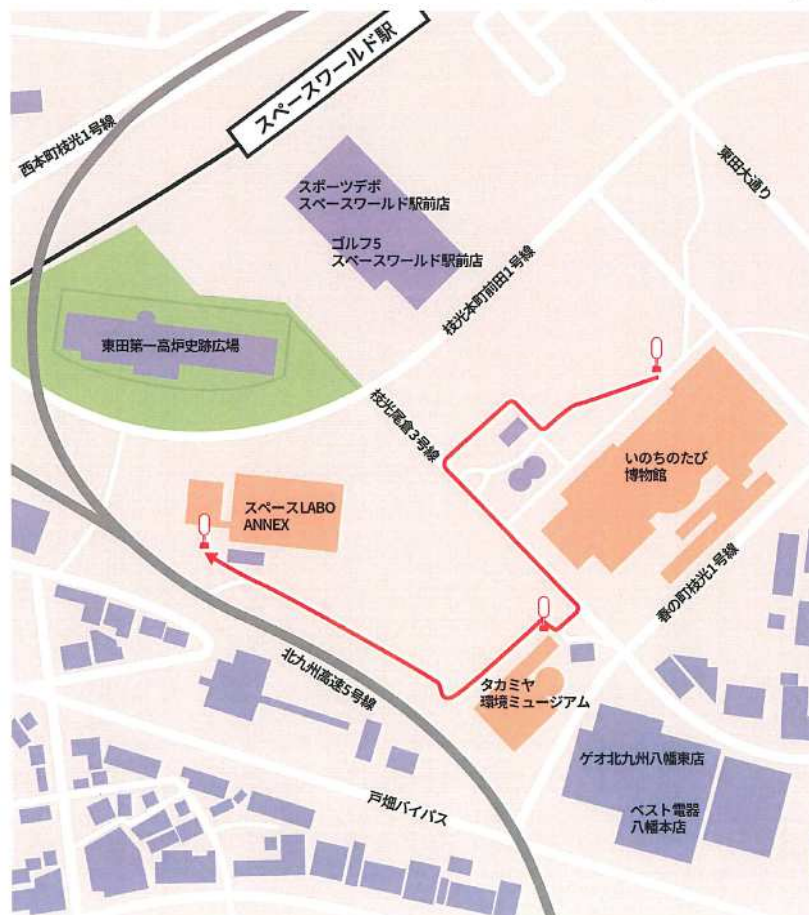 スペースワールド駅
西本町枝光1号線
東田大通り
スポーツデポ
スペースワールド駅前店
ゴルフ5
スペースワールド駅前店
枝光本町前田1号線
東田第一高炉史跡広場
枝光尾倉3号線
いのちのたび
博物館
スペースLABO
ANNEX
春の町枝光1号線
北九州高速5号線
タカミヤ
環境ミュージアム
ゲオ北九州八幡東店
戸畑バイパス
ベスト電器
八幡本店